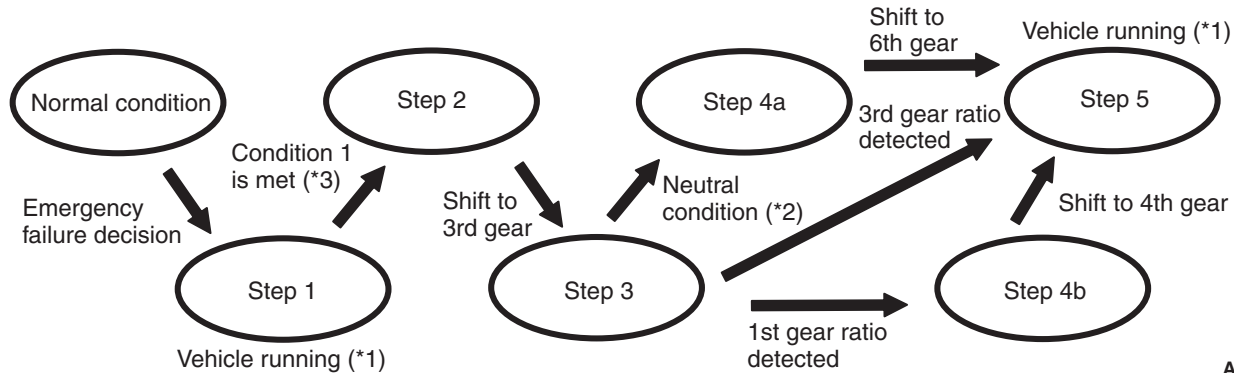 Normal condition
Emergency
failure decision
Step 1
Vehicle running (*1)
Condition 1
is met (*3)
Step 2
Shift to
3rd gear
Step 3
Neutral
condition (*2)
Step 4a
Shift to
6th gear
3rd gear ratio
detected
1st gear ratio
detected
Step 4b
Shift to 4th gear
Vehicle running (*1)
Step 5
A